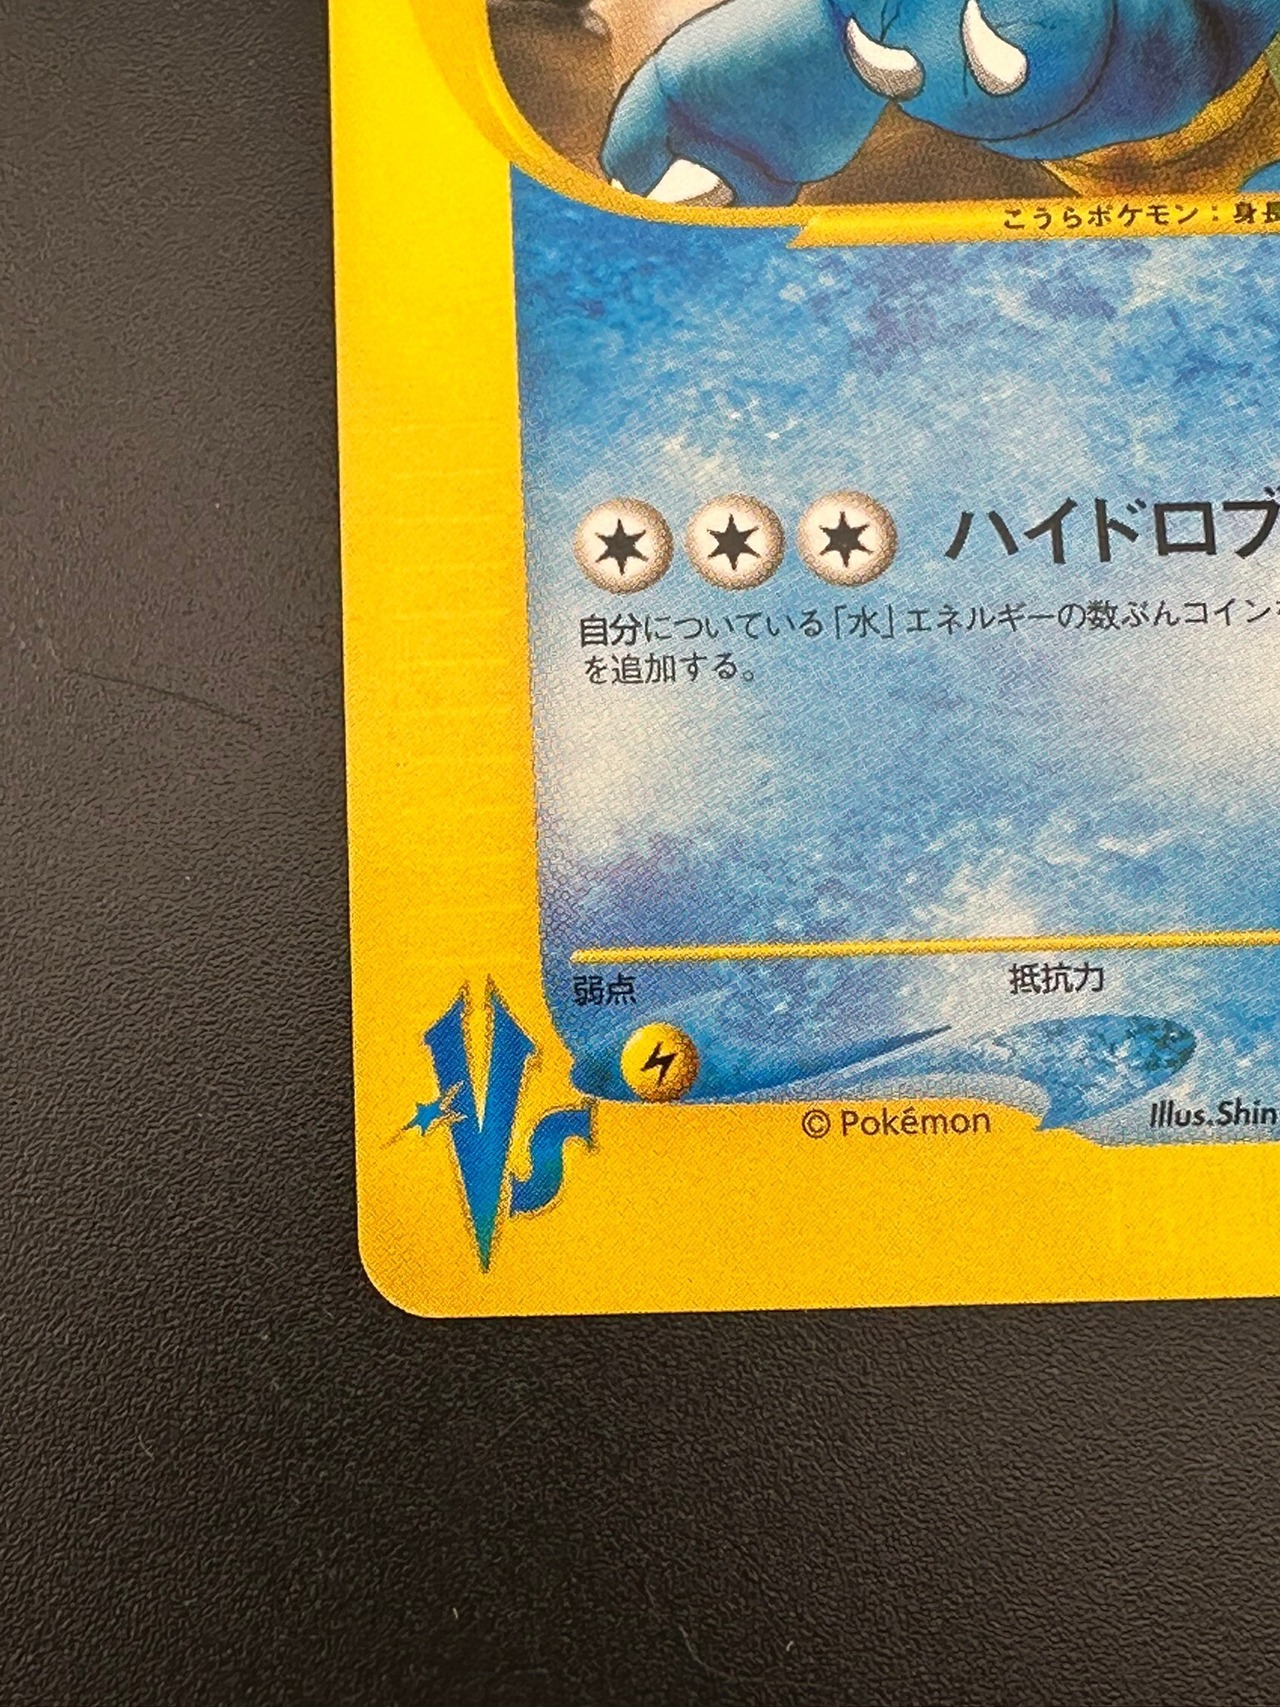 こうらポケモン：身長
ハイドロブ
自分についている「水」エネルギーの数ぶんコイン
を追加する。
弱点
抵抗力
VS
© Pokémon
Illus.Shin